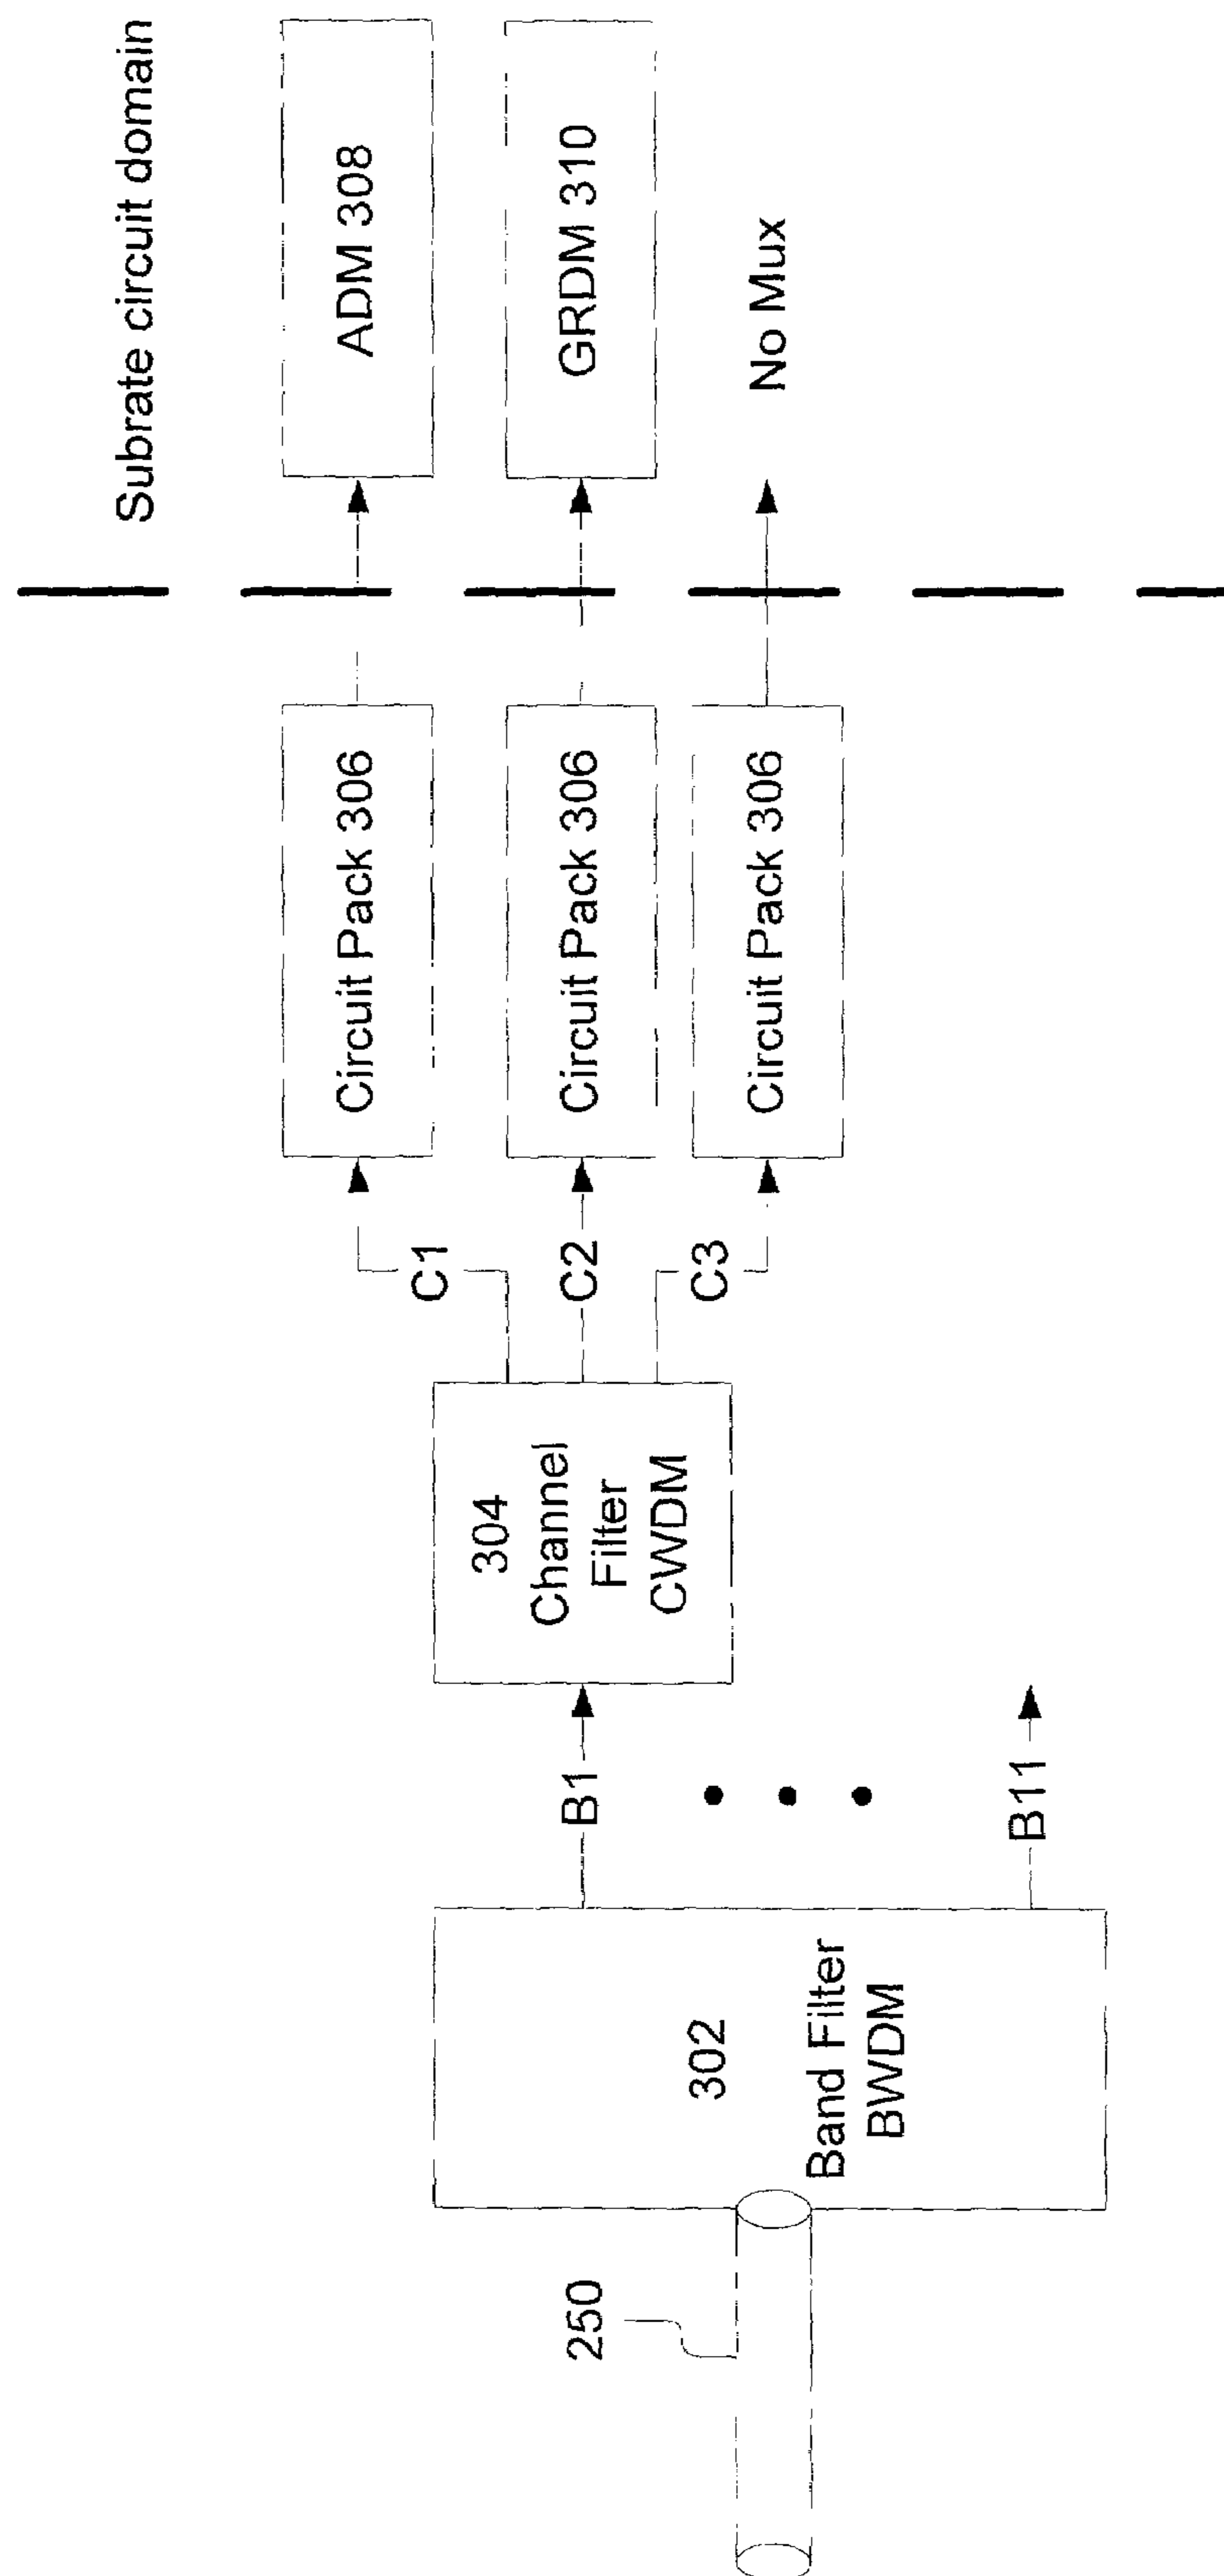 250
302
Band Filter
BWDM
B1
B11
304
Channel
Filter
CWDM
C1
C2
C3
Circuit Pack 306
Circuit Pack 306
Circuit Pack 306
Subrate circuit domain
ADM 308
GRDM 310
No Mux